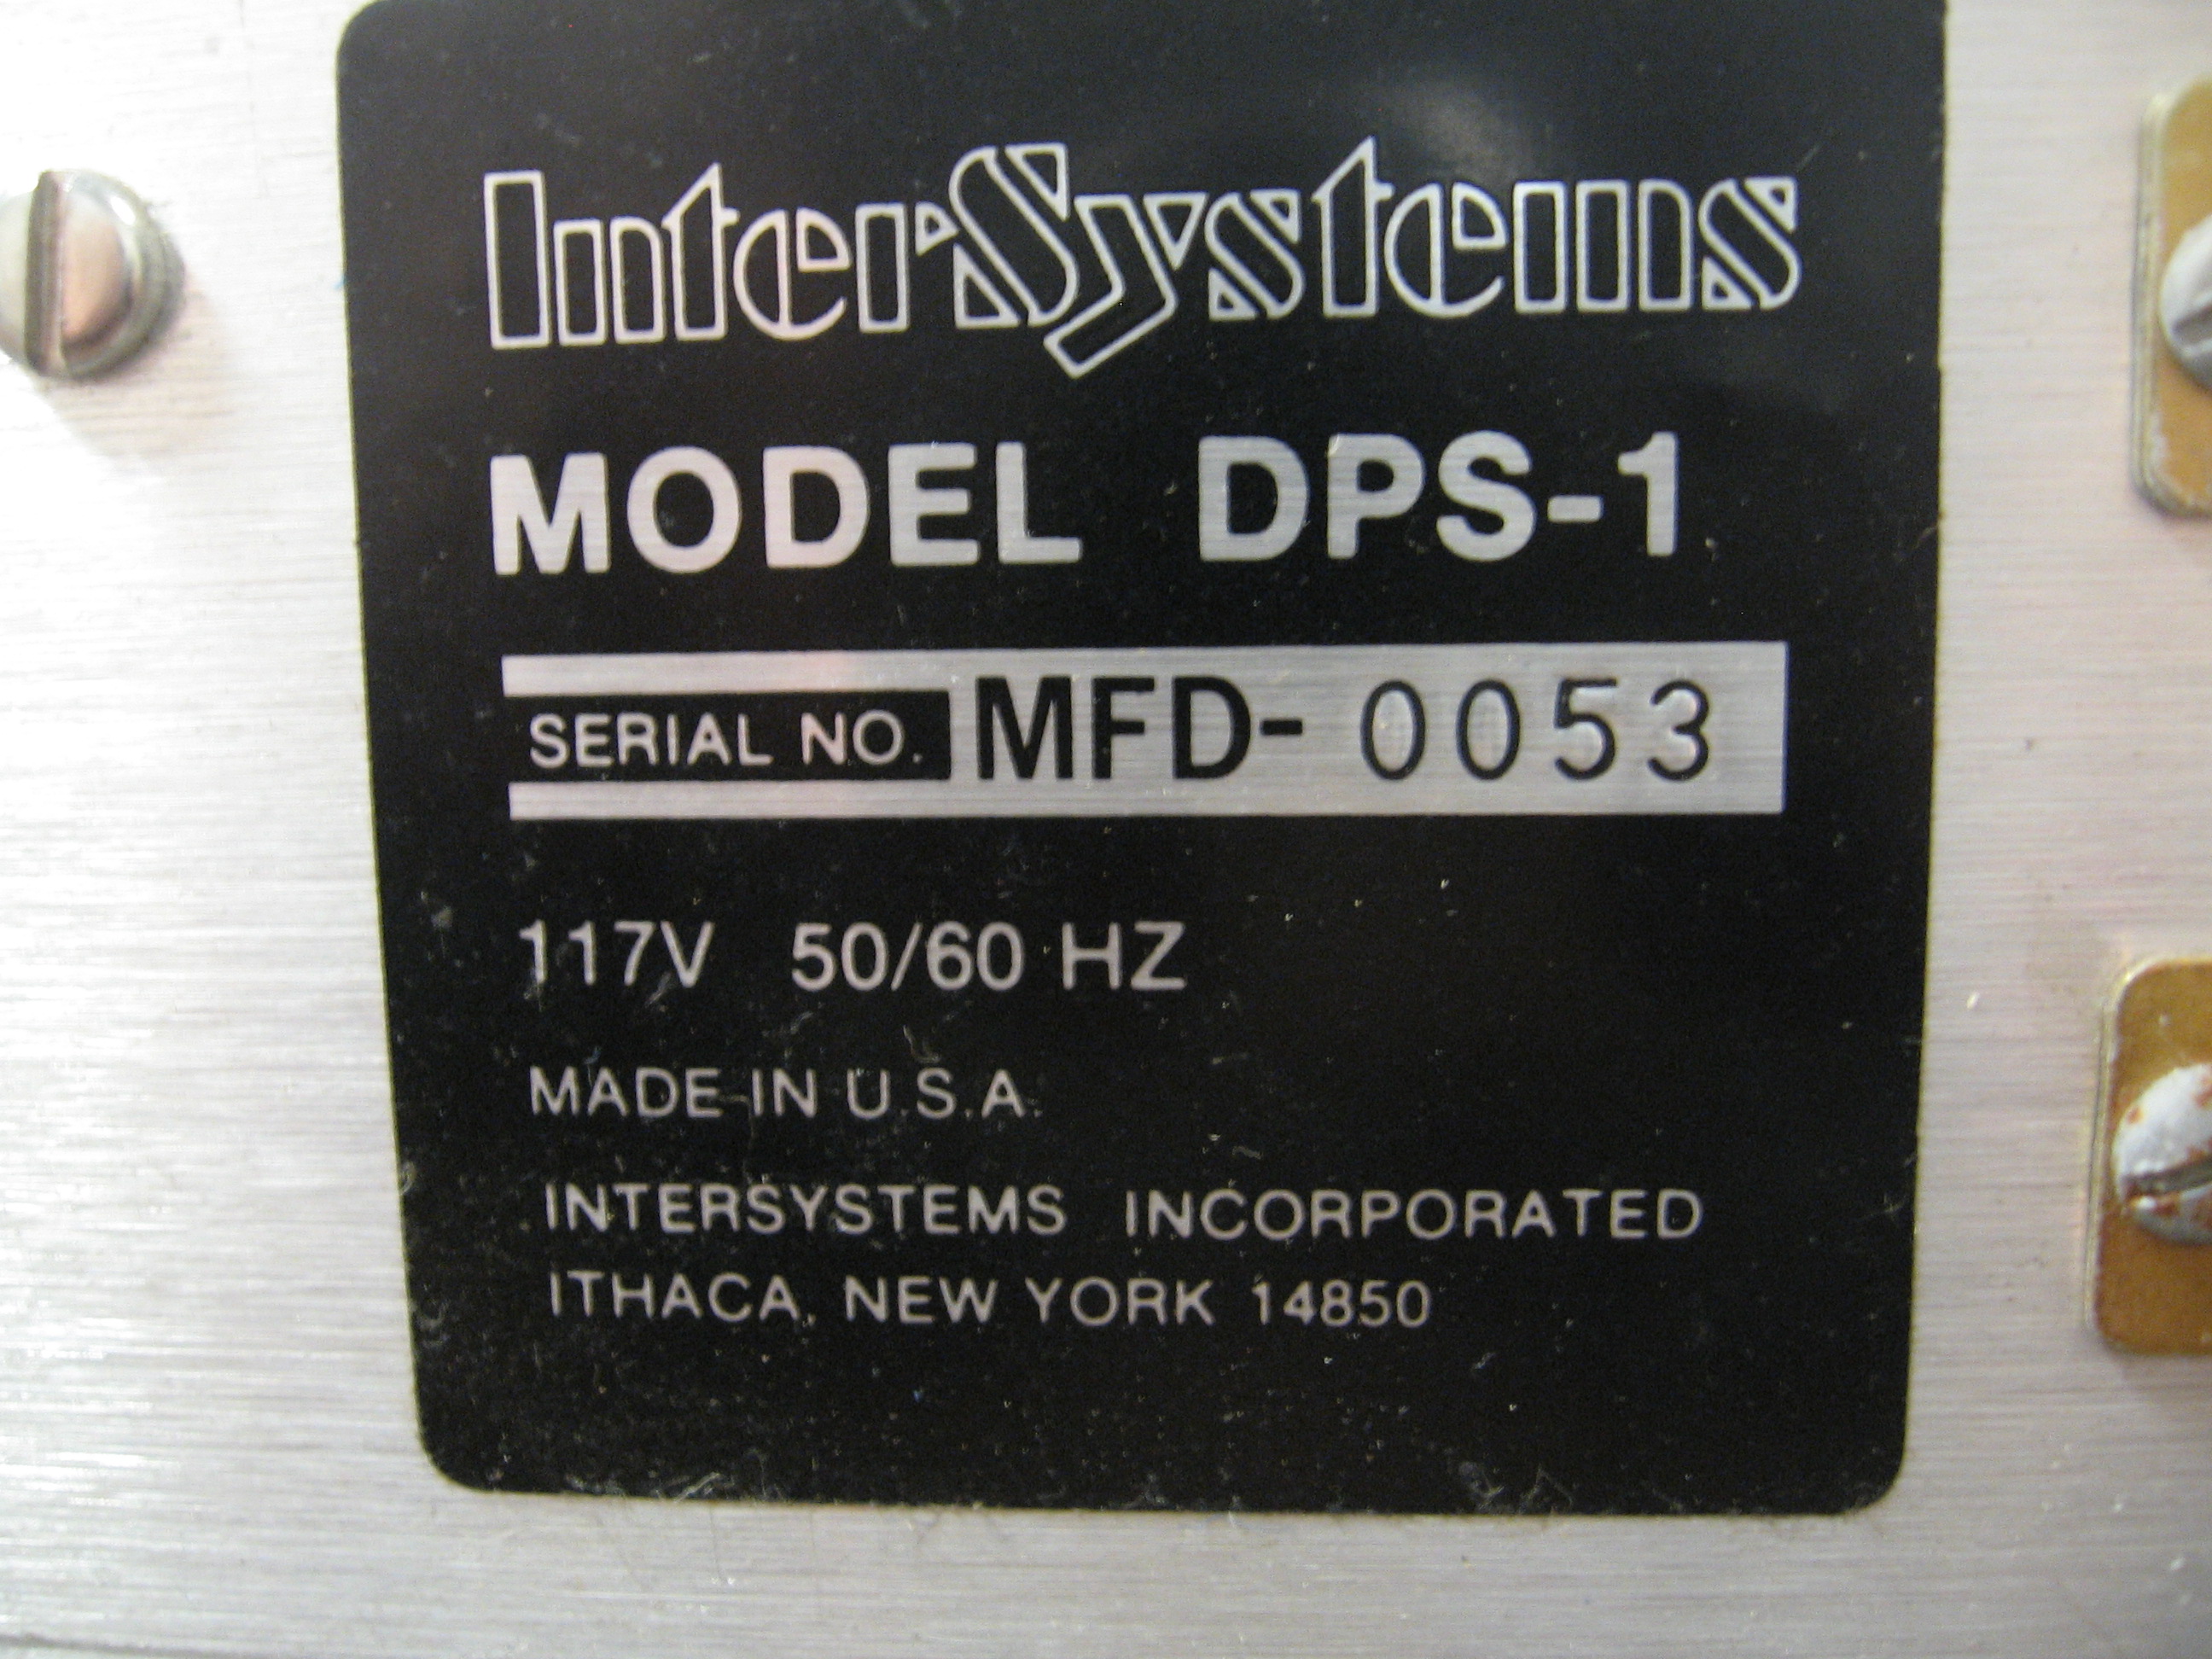 InterSystems
MODEL DPS-1
SERIAL NO. MFD- 0053
117V 50/60 HZ
MADE IN U.S.A.
INTERSYSTEMS INCORPORATED
ITHACA, NEW YORK 14850